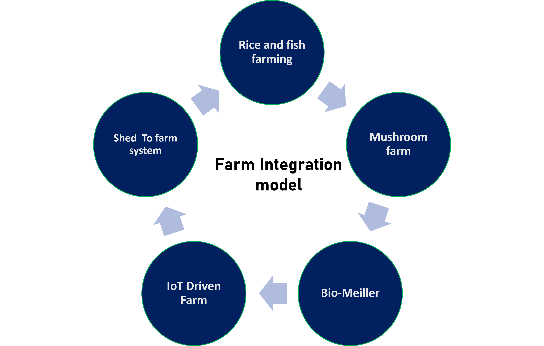 Rice and fish
farming
Mushroom
farm
Bio-Meiller
IoT Driven
Farm
Shed To farm
system
Farm Integration
model